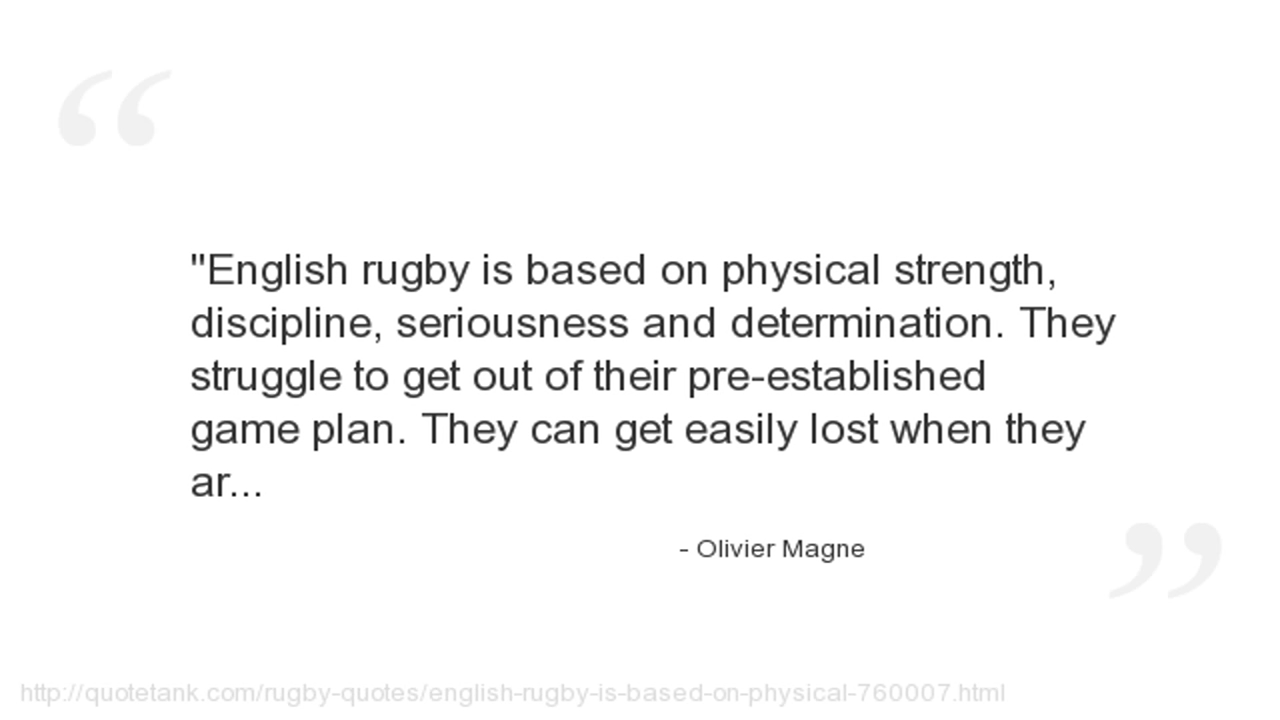 "English rugby is based on physical strength,
discipline, seriousness and determination. They
struggle to get out of their pre-established
game plan. They can get easily lost when they
ar...
- Olivier Magne
http://quotetank.com/rugby-quotes/english-rugby-is-based-on-physical-760007.html